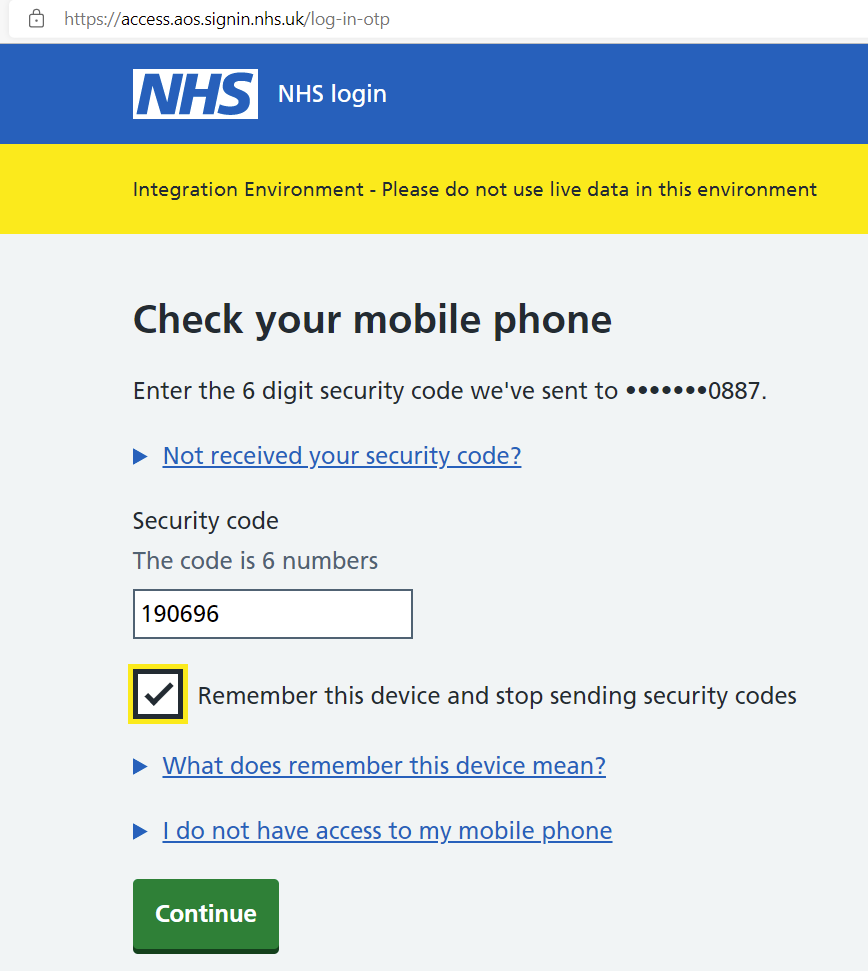 https://access.aos.signin.nhs.uk/log-in-otp
NHS NHS login
Integration Environment - Please do not use live data in this environment
Check your mobile phone
Enter the 6 digit security code we've sent to •••••••0887.
Not received your security code?
Security code
The code is 6 numbers
190696
Remember this device and stop sending security codes
What does remember this device mean?
I do not have access to my mobile phone
Continue